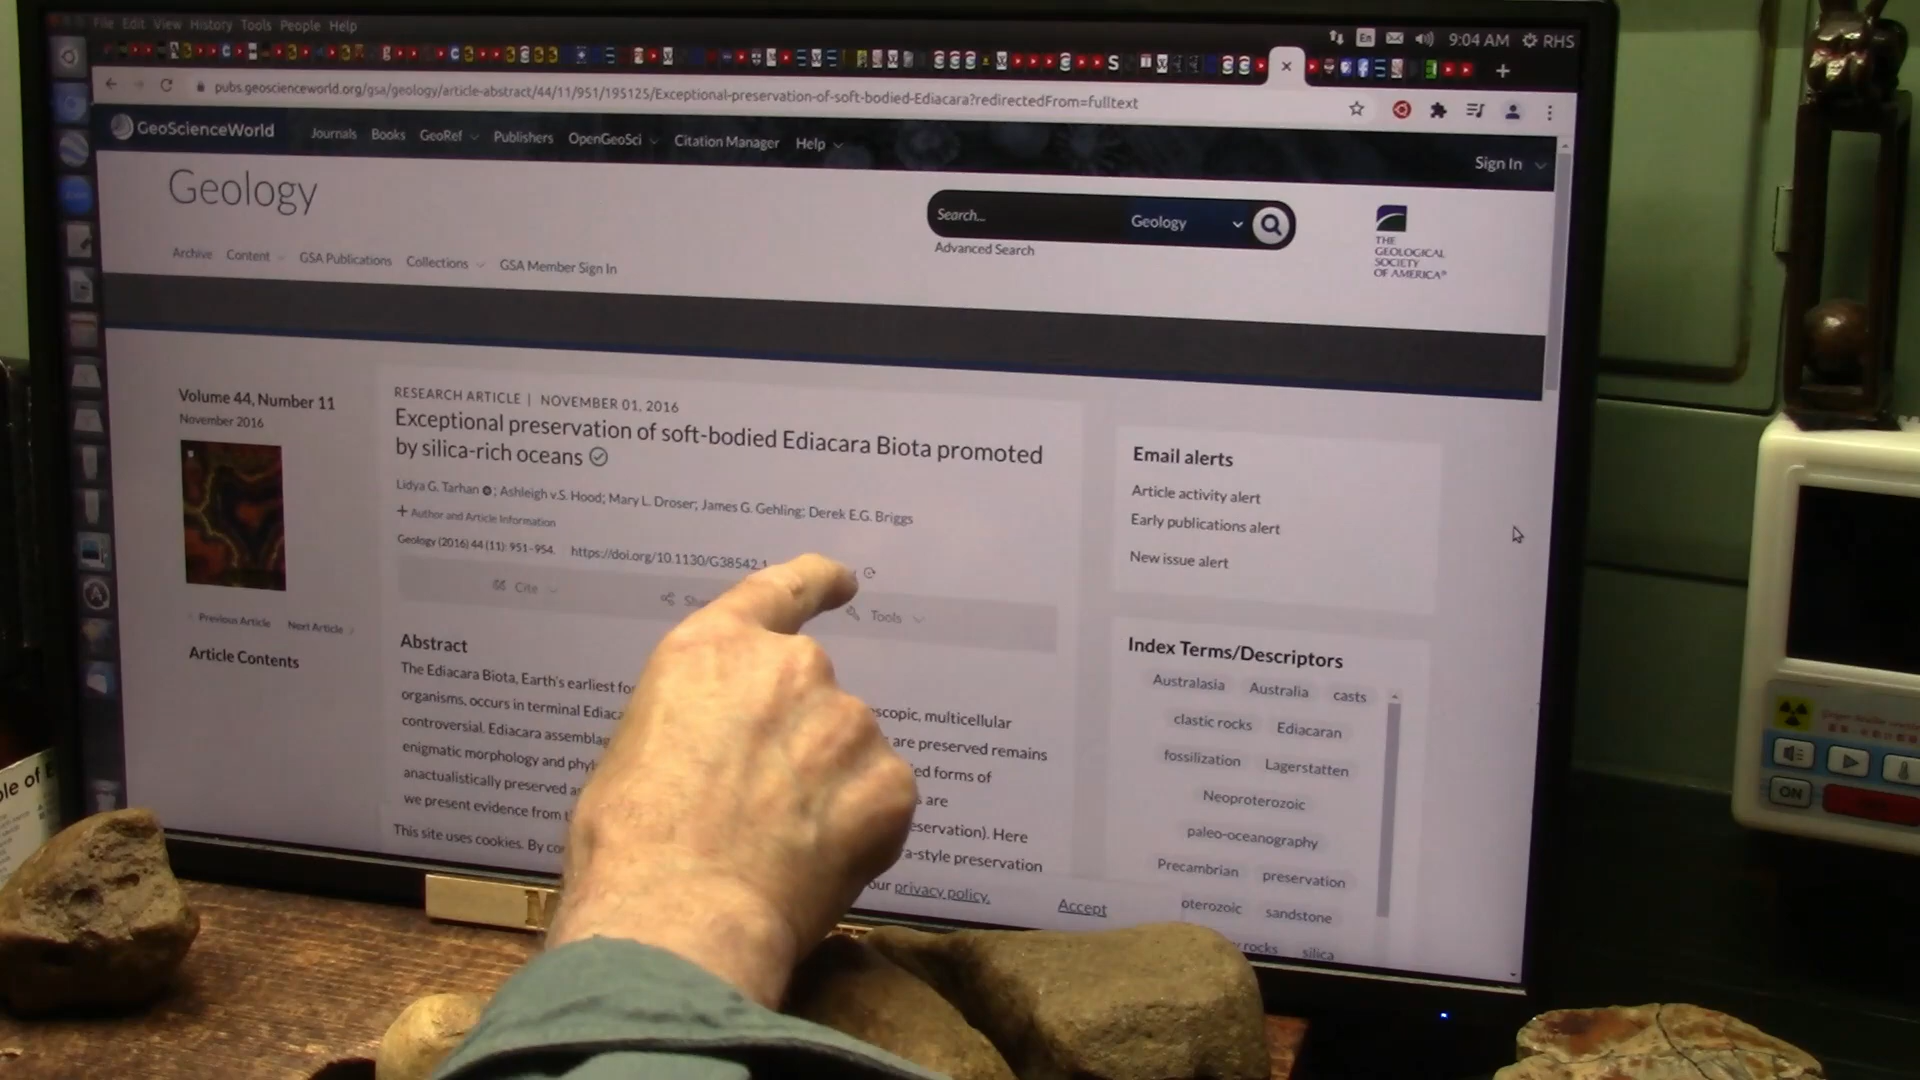 File Edit View History Tools People Help
En 9:04 AM RHS
pubs.geoscienceworld.org/gsa/geology/article-abstract/44/11/951/195125/Exceptional-preservation-of-soft-bodied-Ediacara?redirectedFrom=fulltext
GeoScienceWorld Journals Books GeoRef Publishers OpenGeoSci Citation Manager Help
Sign In
Geology
Search... Geology
Advanced Search
THE
GEOLOGICAL
SOCIETY
OF AMERICA®
Archive Content GSA Publications Collections GSA Member Sign In
Volume 44, Number 11
November 2016
Previous Article Next Article
Article Contents
RESEARCH ARTICLE | NOVEMBER 01, 2016
Exceptional preservation of soft-bodied Ediacara Biota promoted
by silica-rich oceans
Lidya G. Tarhan; Ashleigh v.S. Hood; Mary L. Droser; James G. Gehling; Derek E.G. Briggs
+ Author and Article Information
Geology (2016) 44 (11): 951-954. https://doi.org/10.1130/G38542.1
Cite Tools
Abstract
The Ediacara Biota, Earth's earliest
organisms, occurs in terminal multicellular
controversial. Ediacara are preserved remains
enigmatic morphology and forms of
anactualistically preserved are
we present evidence from Here
-style preservation
This site uses cookies. By
our privacy policy.
Accept
Email alerts
Article activity alert
Early publications alert
New issue alert
Index Terms/Descriptors
Australasia Australia casts
clastic rocks Ediacaran
fossilization Lagerstatten
Neoproterozoic
paleo-oceanography
Precambrian preservation
oterozoic sandstone
rocks silica
ON